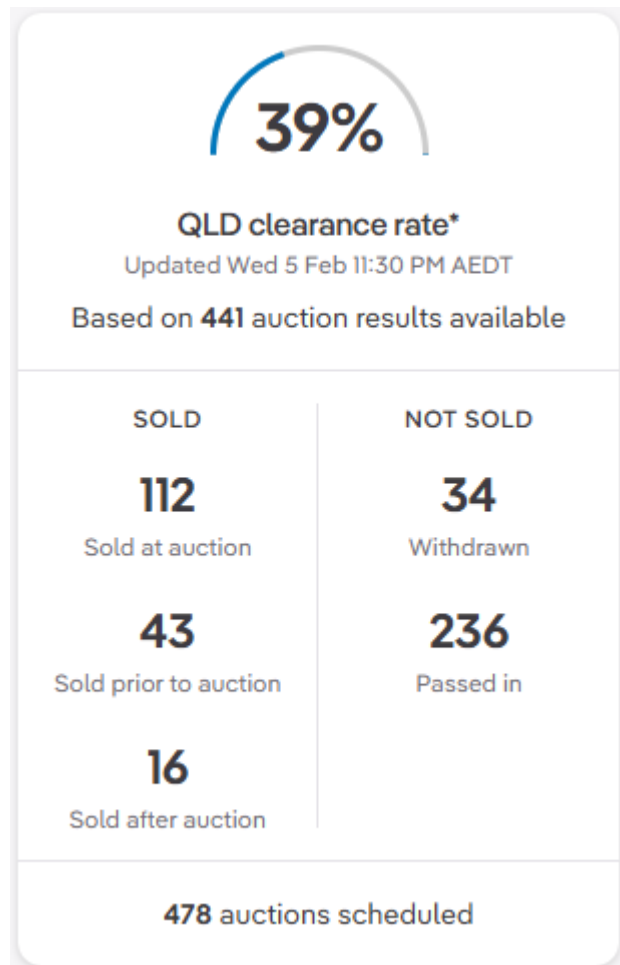 39%
QLD clearance rate*
Updated Wed 5 Feb 11:30 PM AEDT
Based on 441 auction results available
SOLD
112
Sold at auction
43
Sold prior to auction
16
Sold after auction
NOT SOLD
34
Withdrawn
236
Passed in
478 auctions scheduled